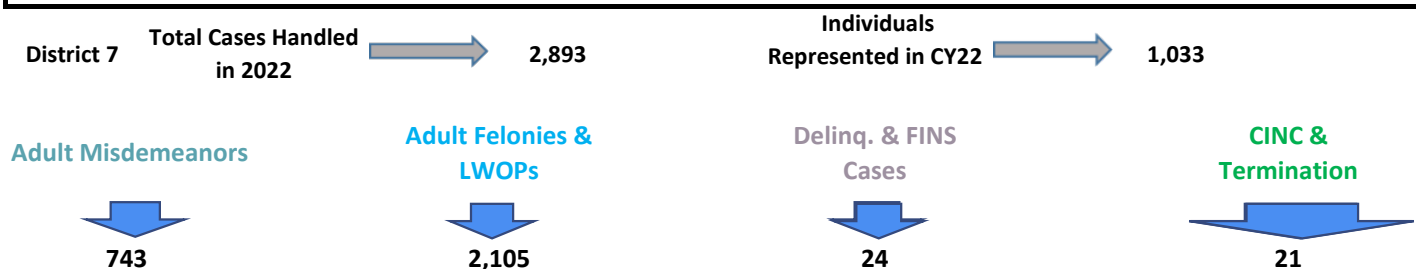 District 7
Total Cases Handled
in 2022
2,893
Individuals
Represented in CY22
1,033
Adult Misdemeanors
Adult Felonies &
LWOPs
Delinq. & FINS
Cases
CINC &
Termination
743
2,105
24
21